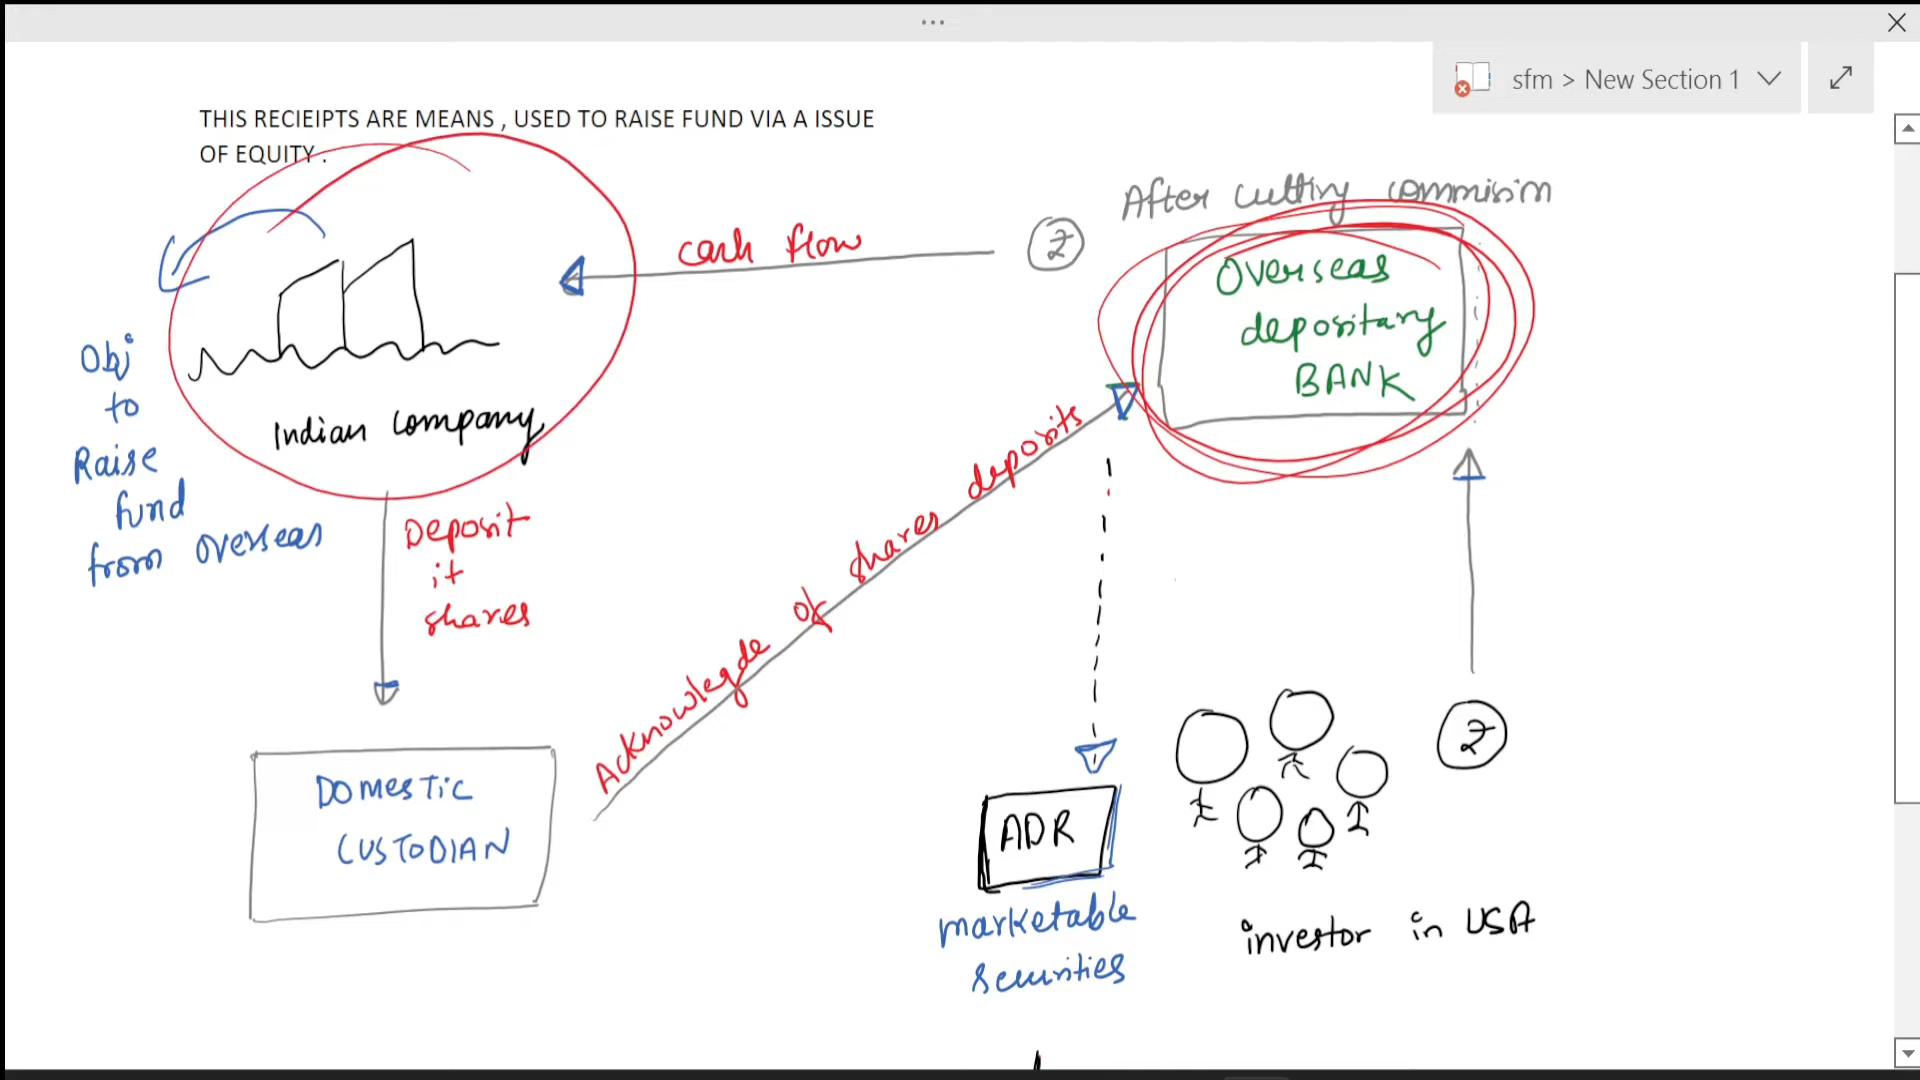 sfm > New Section 1
THIS RECIEIPTS ARE MEANS , USED TO RAISE FUND VIA A ISSUE
OF EQUITY .
After cutting commision
cash flow
Overseas
depositary
BANK
Obj
to
Raise
fund
from overseas
Indian company
Deposit
it
shares
Acknowlegde of shares deposits
DOMESTIC
CUSTODIAN
ADR
marketable
securities
investor in USA